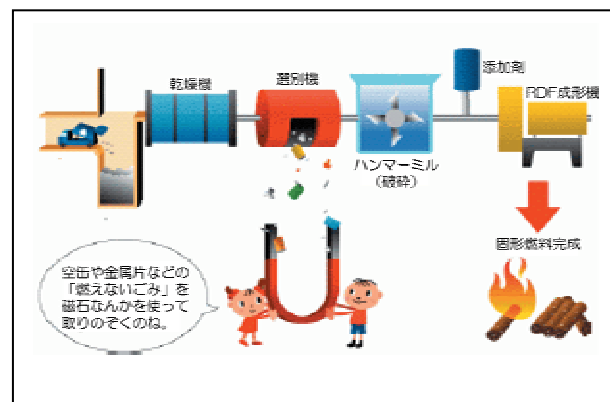 乾燥機
選別機
添加剤
RDF成形機
ハンマーミル
(破砕)
固形燃料完成
空缶や金属片などの
「燃えないごみ」を
磁石なんかを使って
取りのぞくのね。